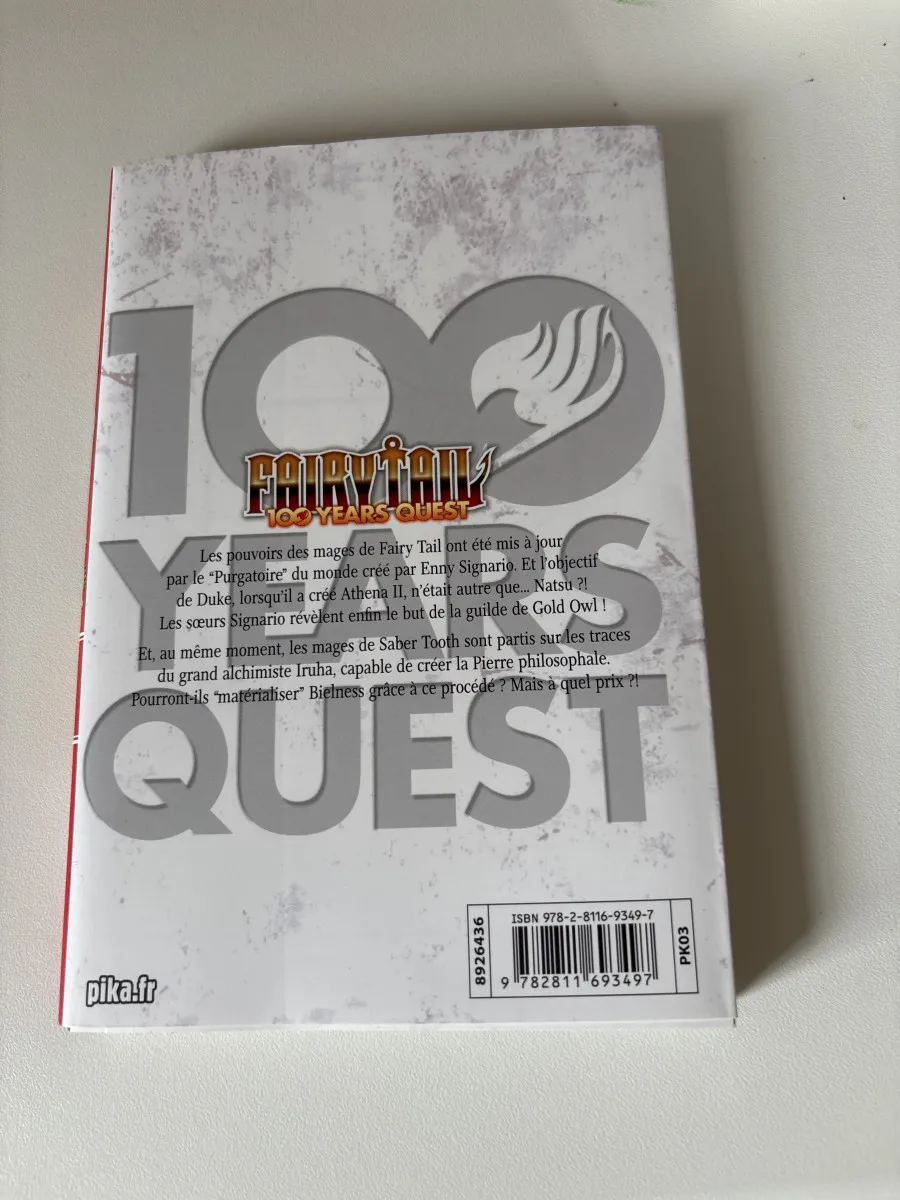 100
YEARS
QUEST
FAIRY TAIL
100 YEARS QUEST
Les pouvoirs des mages de Fairy Tail ont été mis à jour
par le “Purgatoire” du monde créé par Enny Signario. Et l’objectif
de Duke, lorsqu’il a créé Athena II, n’était autre que... Natsu ?!
Les sœurs Signario révèlent enfin le but de la guilde de Gold Owl !
Et, au même moment, les mages de Saber Tooth sont partis sur les traces
du grand alchimiste Iruha, capable de créer la Pierre philosophale.
Pourront-ils “matérialiser” Bielness grâce à ce procédé ? Mais à quel prix ?!
pika.fr
8926436
ISBN 978-2-8116-9349-7
9 782811 693497
PK03